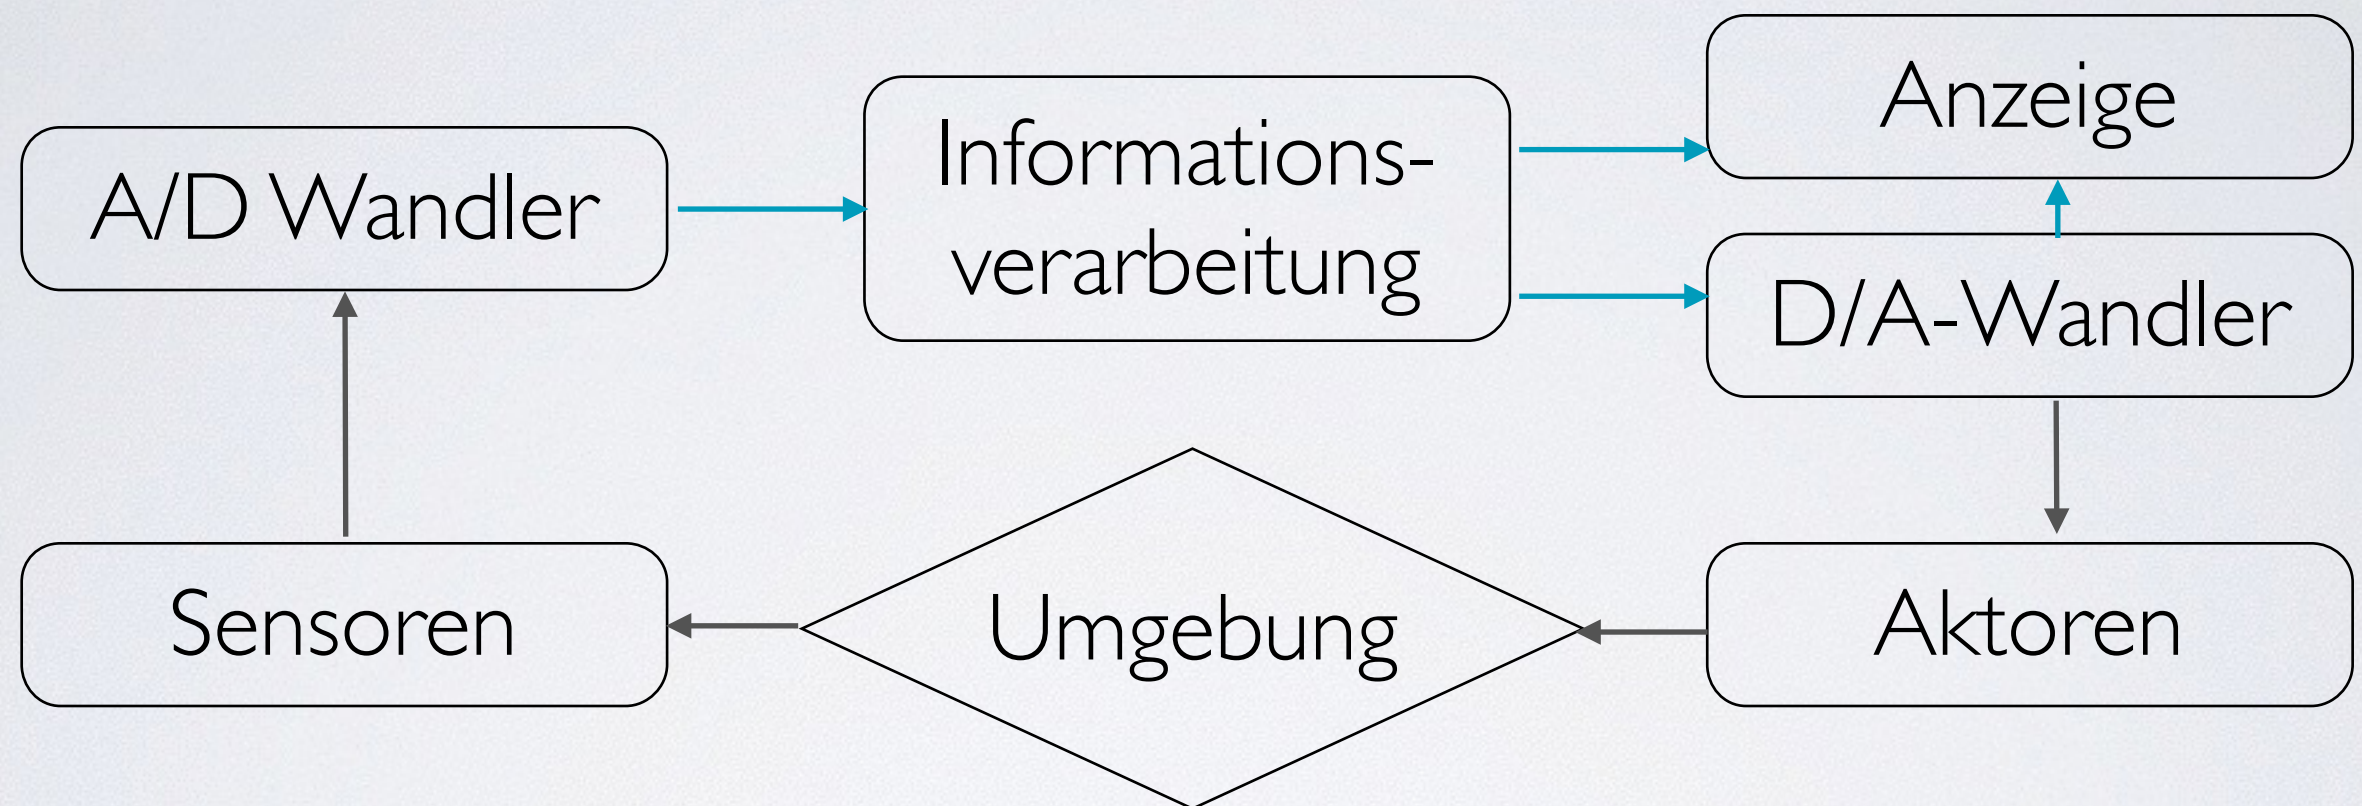 Anzeige
A/D Wandler
Informations-
verarbeitung
D/A-Wandler
Sensoren
Umgebung
Aktoren